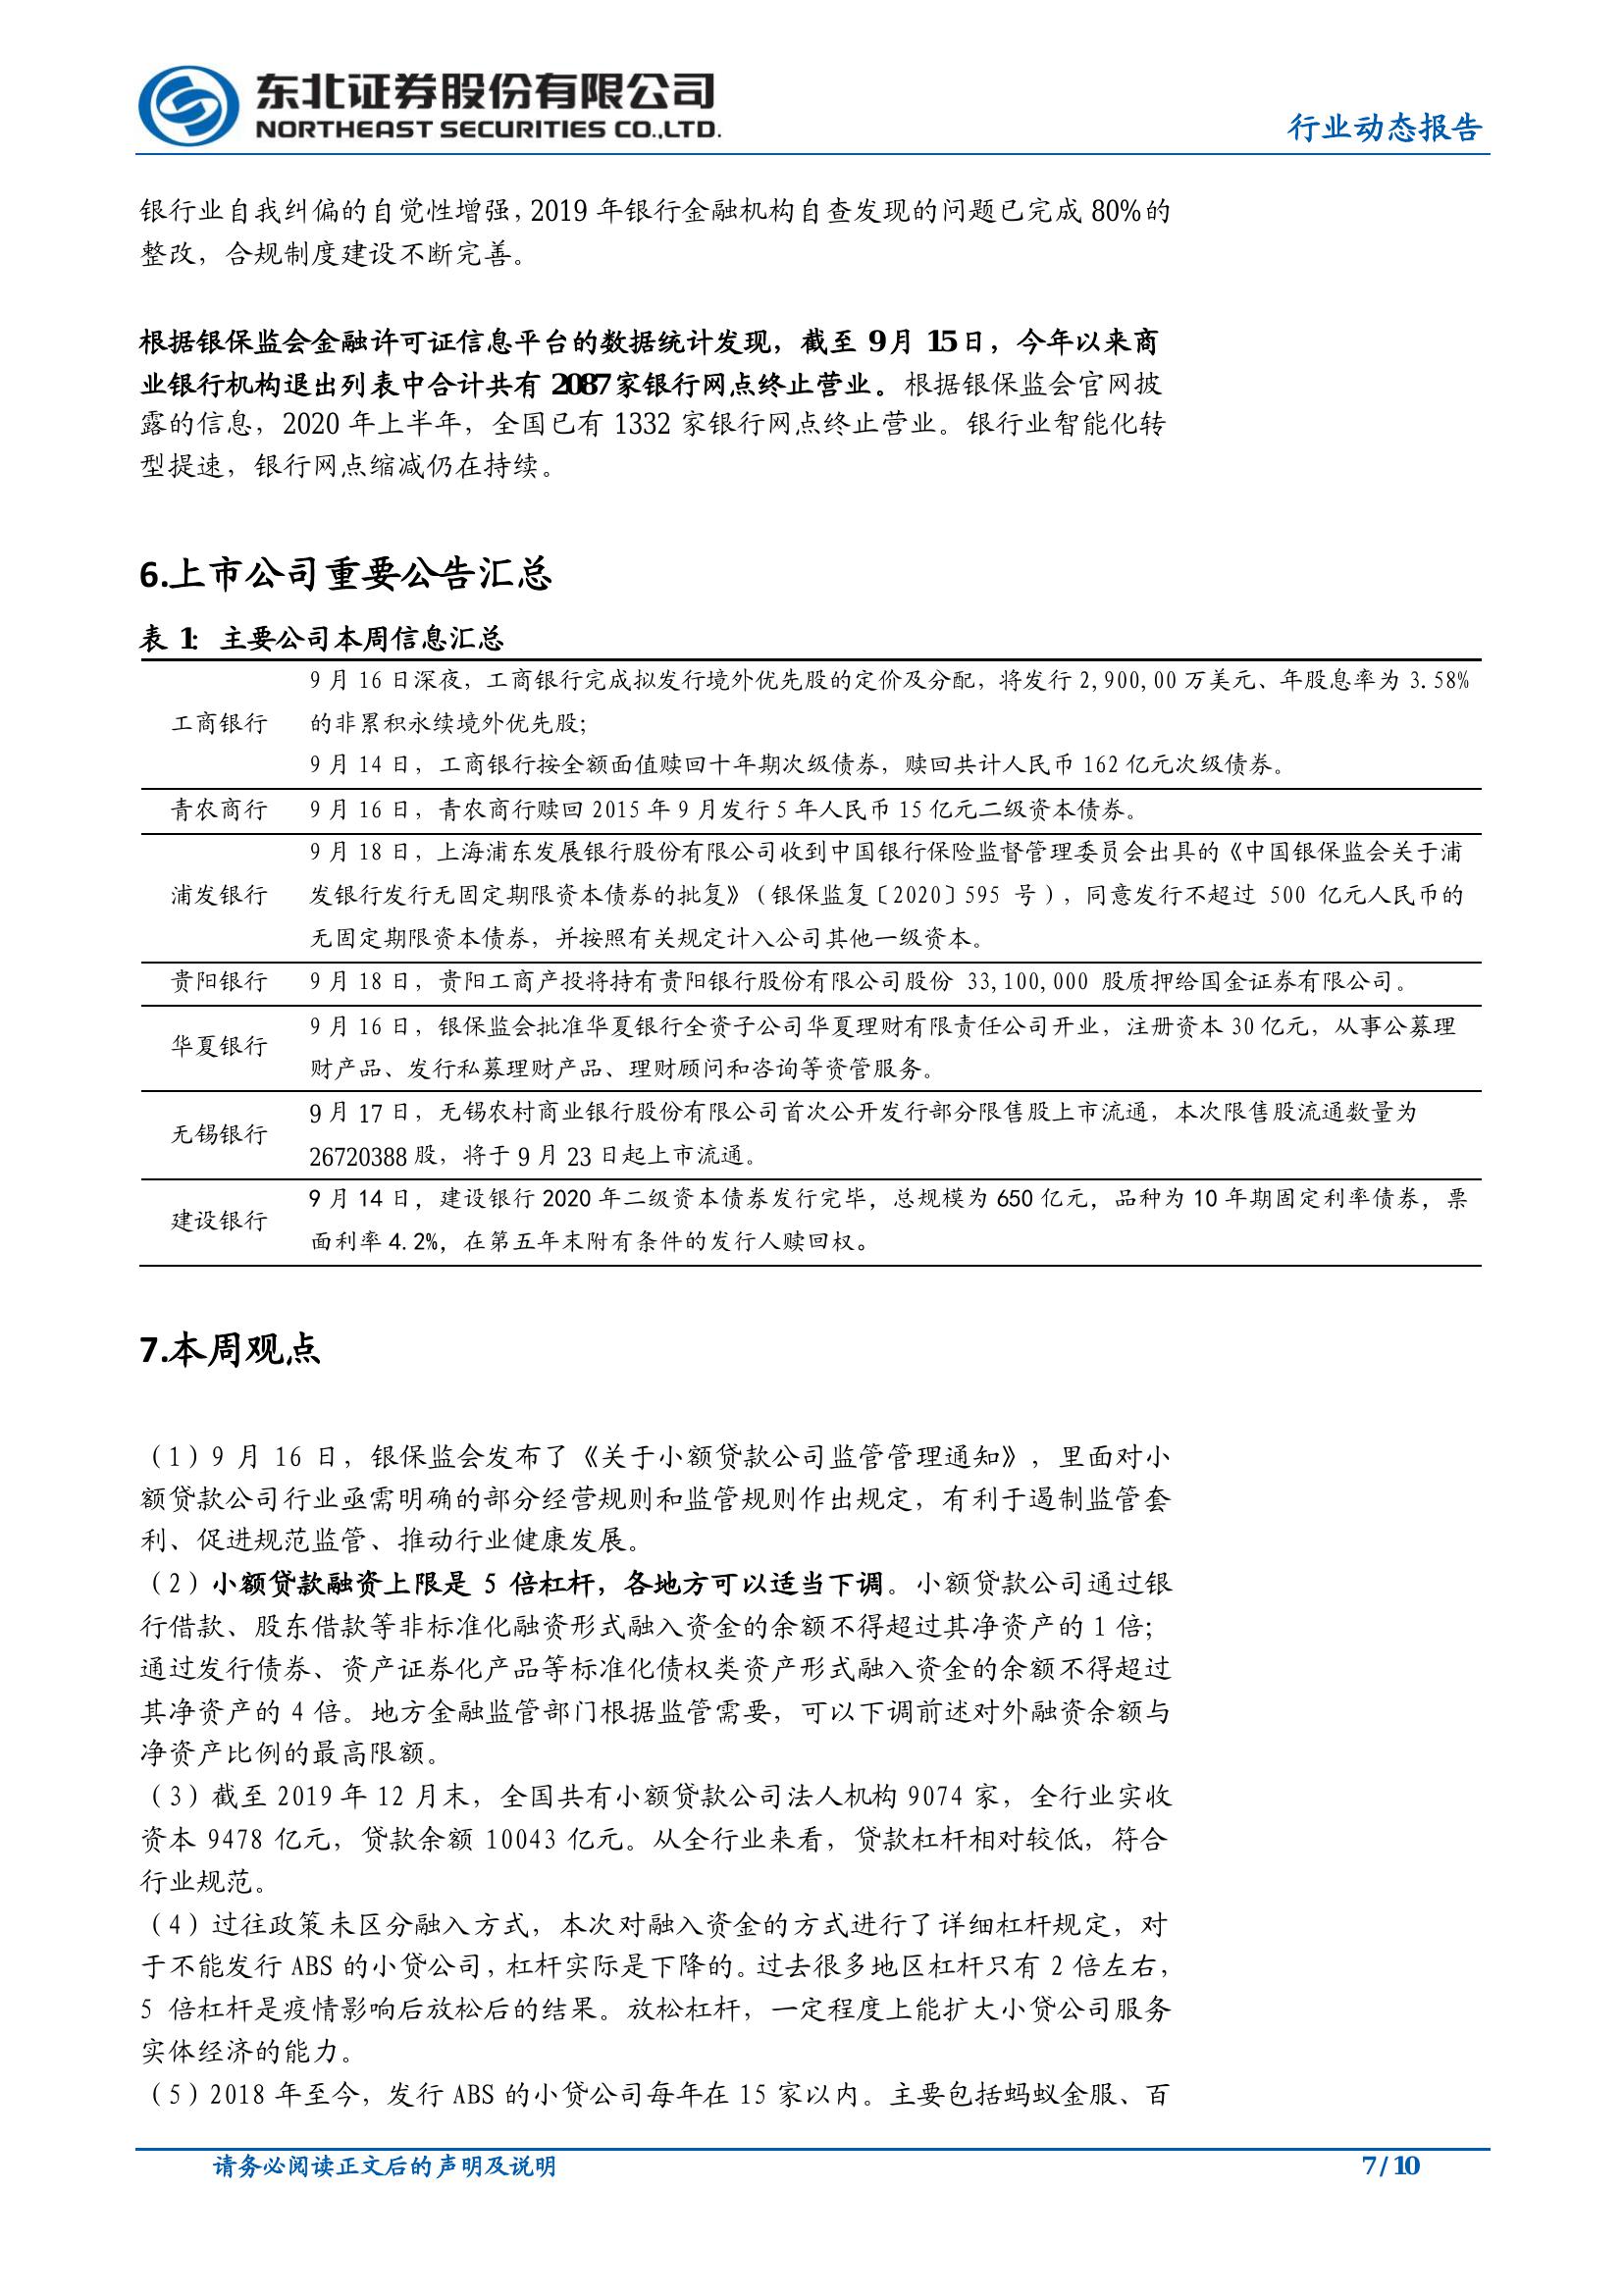 东北证券股份有限公司
NORTHEAST SECURITIES CO.,LTD.
行业动态报告
银行业自我纠偏的自觉性增强，2019 年银行金融机构自查发现的问题已完成 80%的
整改，合规制度建设不断完善。
根据银保监会金融许可证信息平台的数据统计发现，截至 9 月 15 日，今年以来商
业银行机构退出列表中合计共有 2087 家银行网点终止营业。根据银保监会官网披
露的信息，2020 年上半年，全国已有 1332 家银行网点终止营业。银行业智能化转
型提速，银行网点缩减仍在持续。
6.上市公司重要公告汇总
表 1：主要公司本周信息汇总
9 月 16 日深夜，工商银行完成拟发行境外优先股的定价及分配，将发行 2,900,00 万美元、年股息率为 3.58%
工商银行
的非累积永续境外优先股；
9 月 14 日，工商银行按全额面值赎回十年期次级债券，赎回共计人民币 162 亿元次级债券。
青农商行 9 月 16 日，青农商行赎回 2015 年 9 月发行 5 年人民币 15 亿元二级资本债券。
9 月 18 日，上海浦东发展银行股份有限公司收到中国银行保险监督管理委员会出具的《中国银保监会关于浦
浦发银行
发银行发行无固定期限资本债券的批复》（银保监复〔2020〕595 号），同意发行不超过 500 亿元人民币的
无固定期限资本债券，并按照有关规定计入公司其他一级资本。
贵阳银行 9 月 18 日，贵阳工商产投将持有贵阳银行股份有限公司股份 33,100,000 股质押给国金证券有限公司。
华夏银行
9 月 16 日，银保监会批准华夏银行全资子公司华夏理财有限责任公司开业，注册资本 30 亿元，从事公募理
财产品、发行私募理财产品、理财顾问和咨询等资管服务。
无锡银行
9 月 17 日，无锡农村商业银行股份有限公司首次公开发行部分限售股上市流通，本次限售股流通数量为
26720388 股，将于 9 月 23 日起上市流通。
建设银行
9 月 14 日，建设银行 2020 年二级资本债券发行完毕，总规模为 650 亿元，品种为 10 年期固定利率债券，票
面利率 4.2%，在第五年末附有条件的发行人赎回权。
7.本周观点
（1）9 月 16 日，银保监会发布了《关于小额贷款公司监管管理通知》，里面对小
额贷款公司行业亟需明确的部分经营规则和监管规则作出规定，有利于遏制监管套
利、促进规范监管、推动行业健康发展。
（2）小额贷款融资上限是 5 倍杠杆，各地方可以适当下调。小额贷款公司通过银
行借款、股东借款等非标准化融资形式融入资金的余额不得超过其净资产的 1 倍；
通过发行债券、资产证券化产品等标准化债权类资产形式融入资金的余额不得超过
其净资产的 4 倍。地方金融监管部门根据监管需要，可以下调前述对外融资余额与
净资产比例的最高限额。
（3）截至 2019 年 12 月末，全国共有小额贷款公司法人机构 9074 家，全行业实收
资本 9478 亿元，贷款余额 10043 亿元。从全行业来看，贷款杠杆相对较低，符合
行业规范。
（4）过往政策未区分融入方式，本次对融入资金的方式进行了详细杠杆规定，对
于不能发行 ABS 的小贷公司，杠杆实际是下降的。过去很多地区杠杆只有 2 倍左右，
5 倍杠杆是疫情影响后放松后的结果。放松杠杆，一定程度上能扩大小贷公司服务
实体经济的能力。
（5）2018 年至今，发行 ABS 的小贷公司每年在 15 家以内。主要包括蚂蚁金服、百
请务必阅读正文后的声明及说明
7 / 10